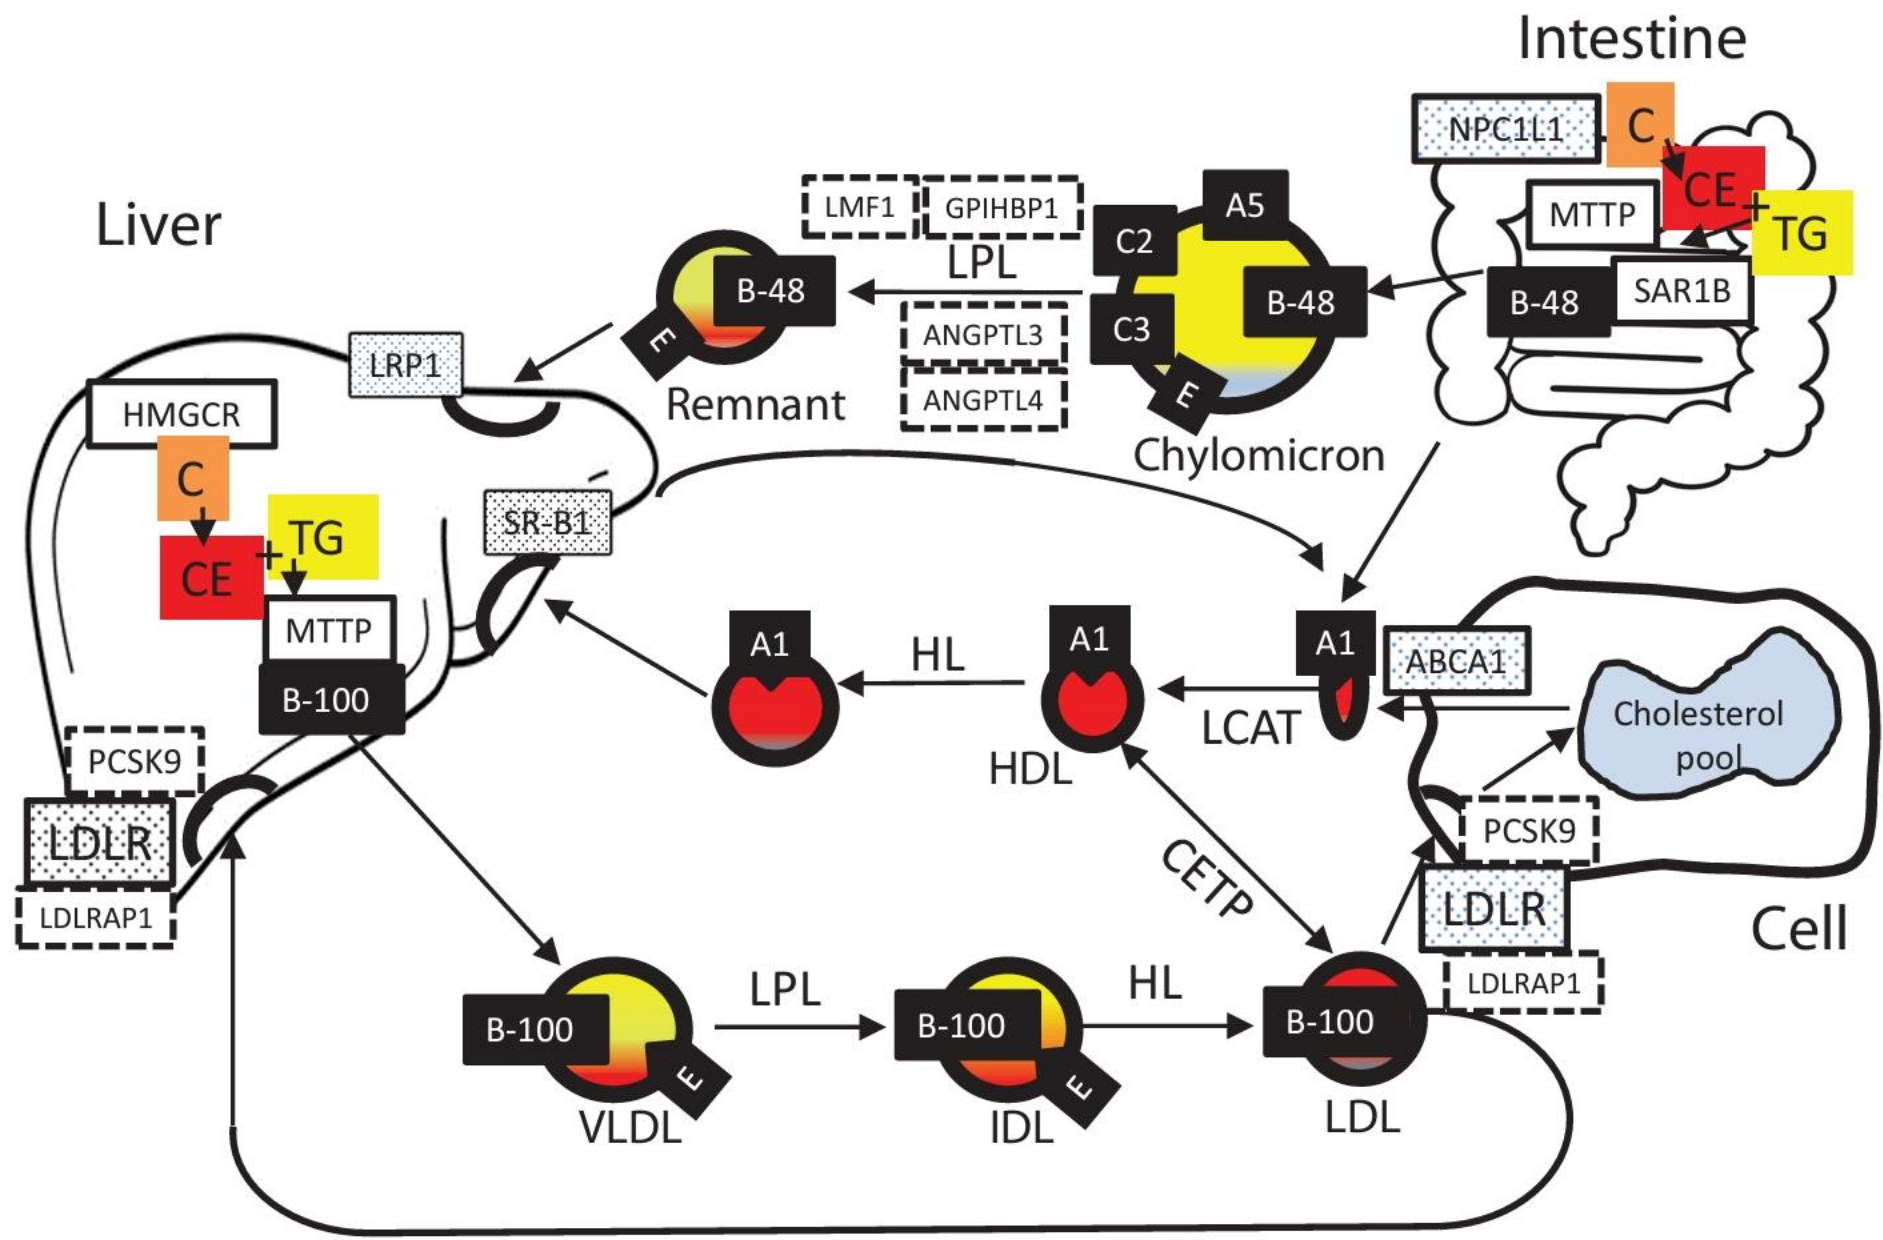 Intestine
NPC1L1
C
CE
+
TG
MTTP
B-48
SAR1B
Liver
LMF1
GPIHBP1
LPL
ANGPTL3
ANGPTL4
A5
C2
C3
B-48
E
Chylomicron
B-48
E
Remnant
LRP1
HMGCR
C
CE
+
TG
MTTP
B-100
SR-B1
PCSK9
LDLR
LDLRAP1
A1
HL
A1
HDL
LCAT
A1
ABCA1
Cholesterol
pool
PCSK9
LDLR
LDLRAP1
Cell
CETP
B-100
E
VLDL
LPL
B-100
E
IDL
HL
B-100
LDL